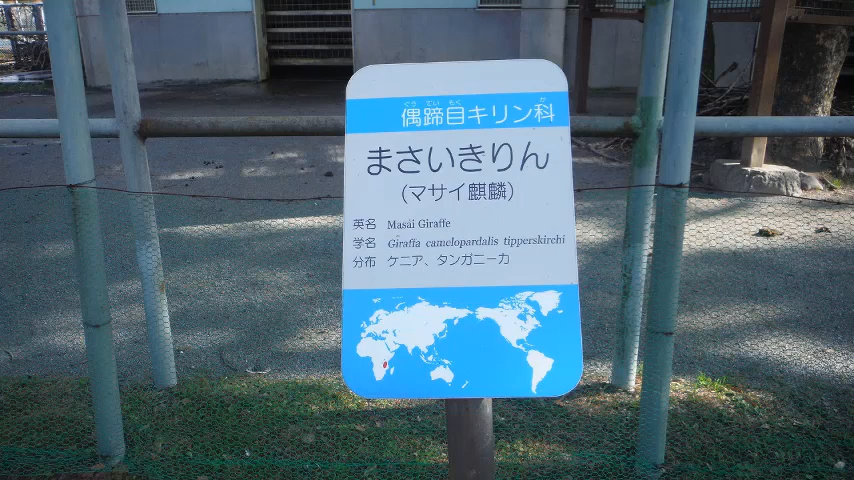 偶蹄目キリン科
まさいきりん
(マサイ麒麟)
英名 Masai Giraffe
学名 Giraffa camelopardalis tipperskirchi
分布 ケニア、タンガニーカ